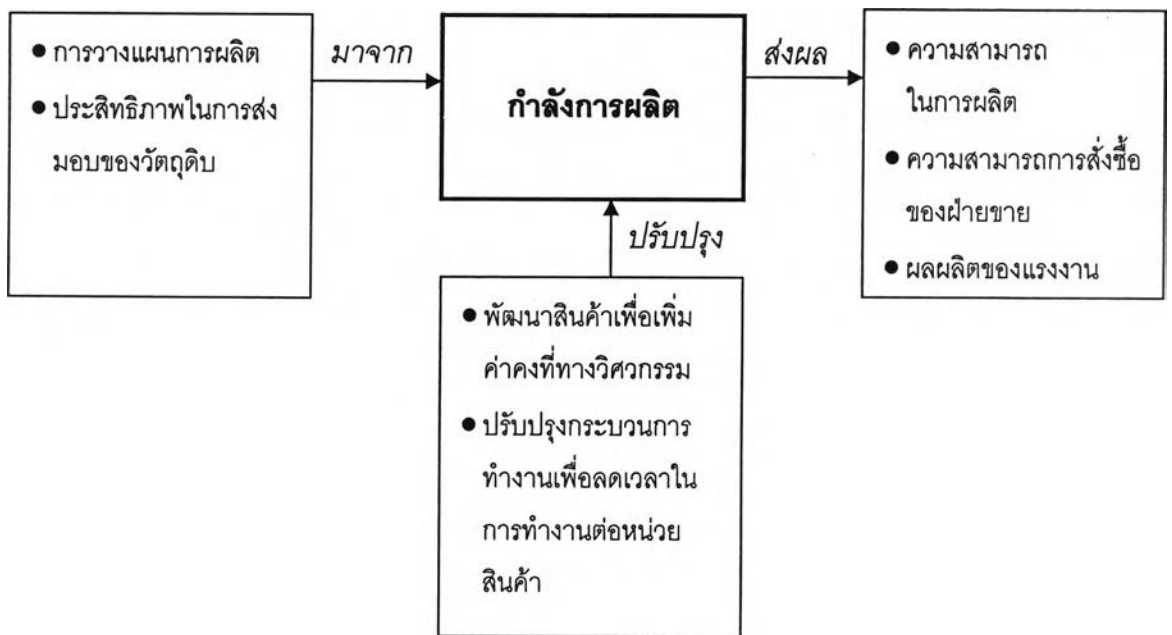 ● การวางแผนการผลิต
● ประสิทธิภาพในการส่ง
มอบของวัตถุดิบ
มาจาก
กำลังการผลิต
ส่งผล
● ความสามารถ
ในการผลิต
● ความสามารถการสั่งซื้อ
ของฝ่ายขาย
● ผลผลิตของแรงงาน
ปรับปรุง
● พัฒนาสินค้าเพื่อเพิ่ม
ค่าคงที่ทางวิศวกรรม
● ปรับปรุงกระบวนการ
ทำงานเพื่อลดเวลาใน
การทำงานต่อหน่วย
สินค้า